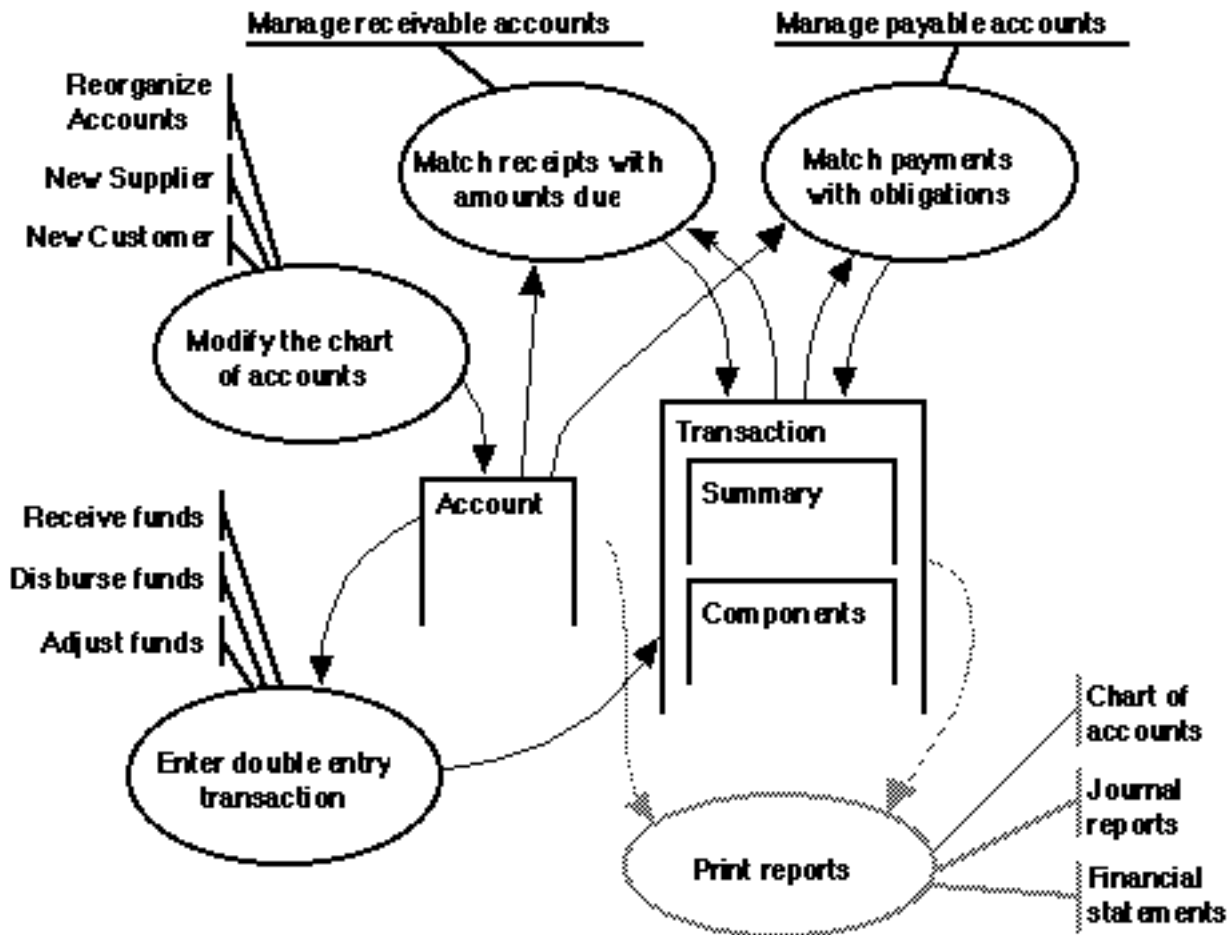 Manage receivable accounts
Manage payable accounts
Reorganize
Accounts
New Supplier
New Customer
Match receipts with
amounts due
Match payments
with obligations
Modify the chart
of accounts
Transaction
Summary
Components
Account
Receive funds
Disburse funds
Adjust funds
Enter double entry
transaction
Print reports
Chart of
accounts
Journal
reports
Financial
statements